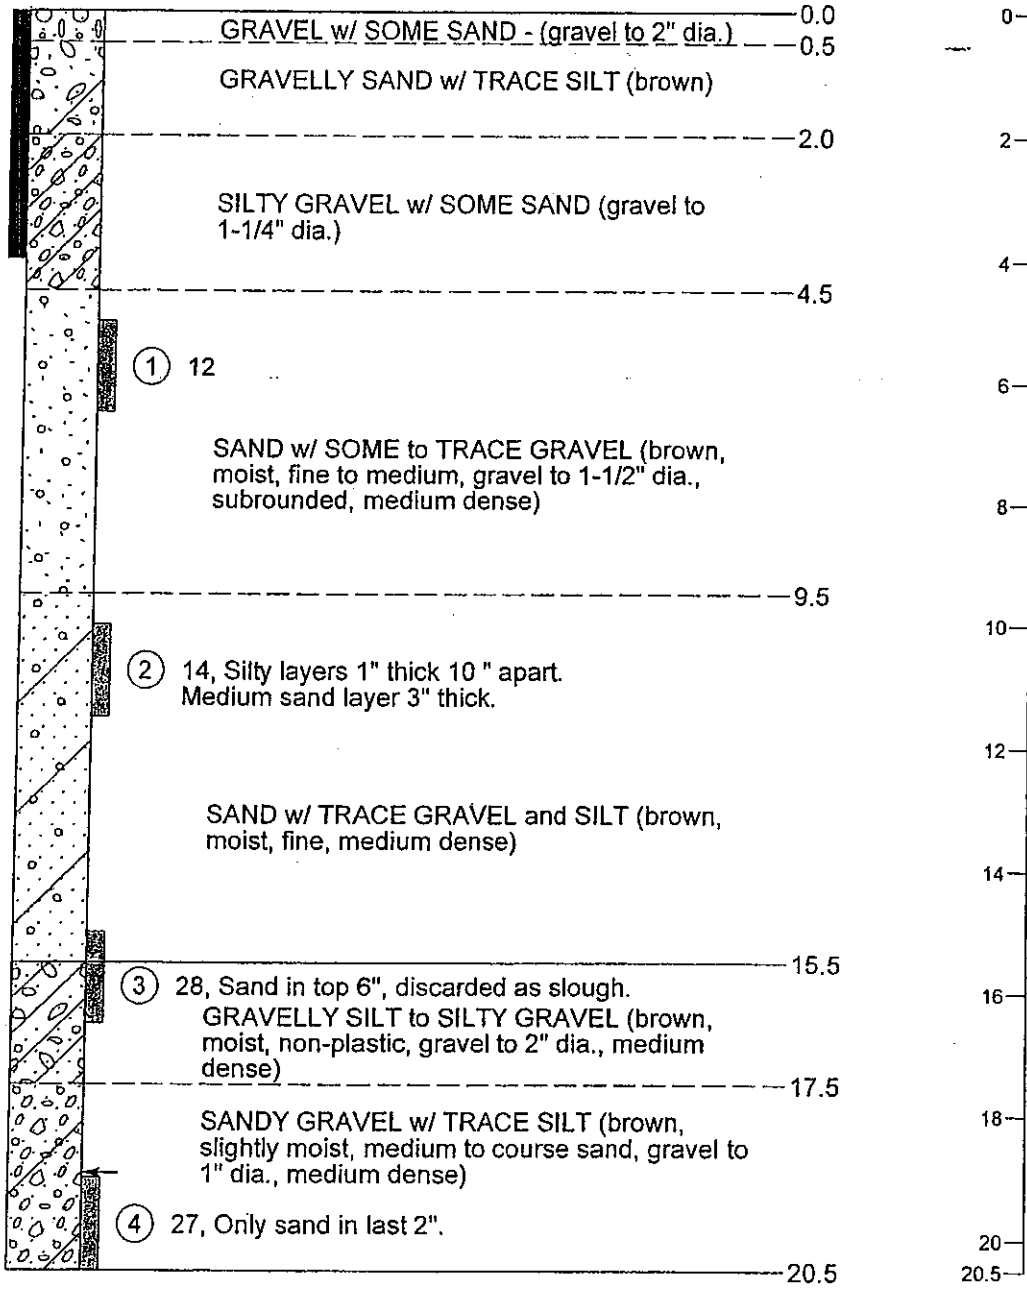 0.0
GRAVEL w/ SOME SAND - (gravel to 2" dia.)
0.5
GRAVELLY SAND w/ TRACE SILT (brown)
2.0
SILTY GRAVEL w/ SOME SAND (gravel to
1-1/4" dia.)
4.5
1 12
SAND w/ SOME to TRACE GRAVEL (brown,
moist, fine to medium, gravel to 1-1/2" dia.,
subrounded, medium dense)
9.5
2 14, Silty layers 1" thick 10 " apart.
Medium sand layer 3" thick.
SAND w/ TRACE GRAVEL and SILT (brown,
moist, fine, medium dense)
15.5
3 28, Sand in top 6", discarded as slough.
GRAVELLY SILT to SILTY GRAVEL (brown,
moist, non-plastic, gravel to 2" dia., medium
dense)
17.5
SANDY GRAVEL w/ TRACE SILT (brown,
slightly moist, medium to course sand, gravel to
1" dia., medium dense)
4 27, Only sand in last 2".
20.5
0
2
4
6
8
10
12
14
16
18
20
20.5